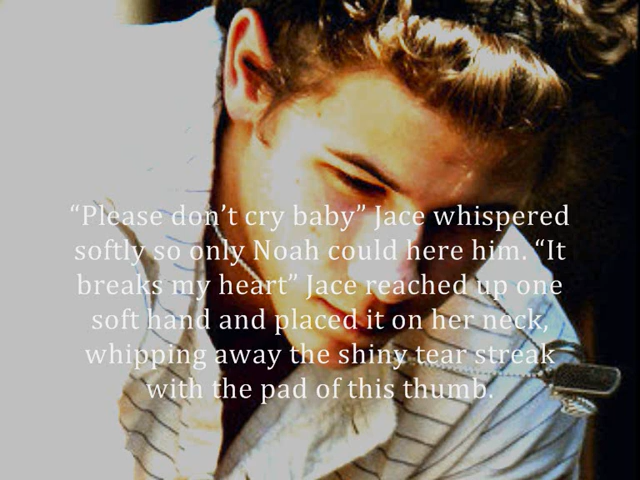 “Please don’t cry baby” Jace whispered
softly so only Noah could here him. “It
breaks my heart” Jace reached up one
soft hand and placed it on her neck,
whipping away the shiny tear streak
with the pad of this thumb.